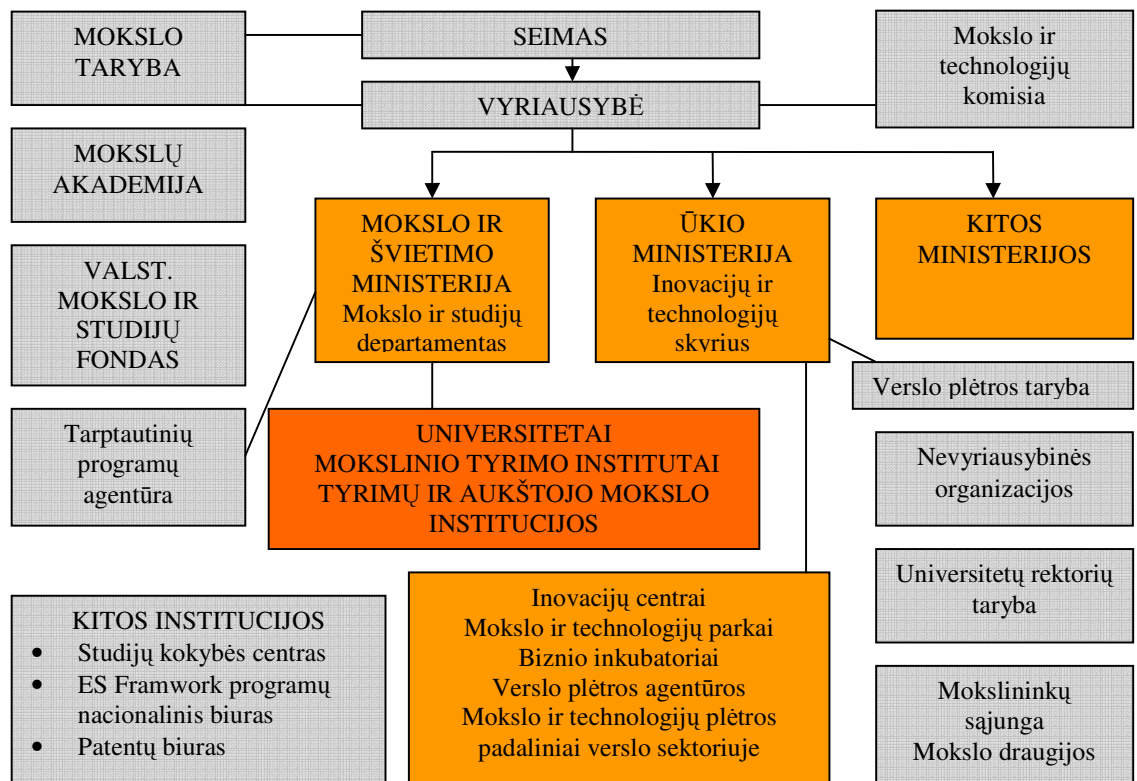 MOKSLO
TARYBA
SEIMAS
Mokslo ir
technologijų
komisia
VYRIAUSYBĖ
MOKSLŲ
AKADEMIJA
MOKSLO IR
ŠVIETIMO
MINISTERIJA
Mokslo ir studijų
departamentas
ŪKIO
MINISTERIJA
Inovacijų ir
technologijų
skyrius
KITOS
MINISTERIJOS
VALST.
MOKSLO IR
STUDIJŲ
FONDAS
Verslo plėtros taryba
Tarptautinių
programų
agentūra
UNIVERSITETAI
MOKSLINIO TYRIMO INSTITUTAI
TYRIMŲ IR AUKŠTOJO MOKSLO
INSTITUCIJOS
Nevyriausybinės
organizacijos
Universitetų rektorių
taryba
KITOS INSTITUCIJOS
• Studijų kokybės centras
• ES Framwork programų
nacionalinis biuras
• Patentų biuras
Inovacijų centrai
Mokslo ir technologijų parkai
Biznio inkubatoriai
Verslo plėtros agentūros
Mokslo ir technologijų plėtros
padaliniai verslo sektoriuje
Mokslininkų
sąjunga
Mokslo draugijos